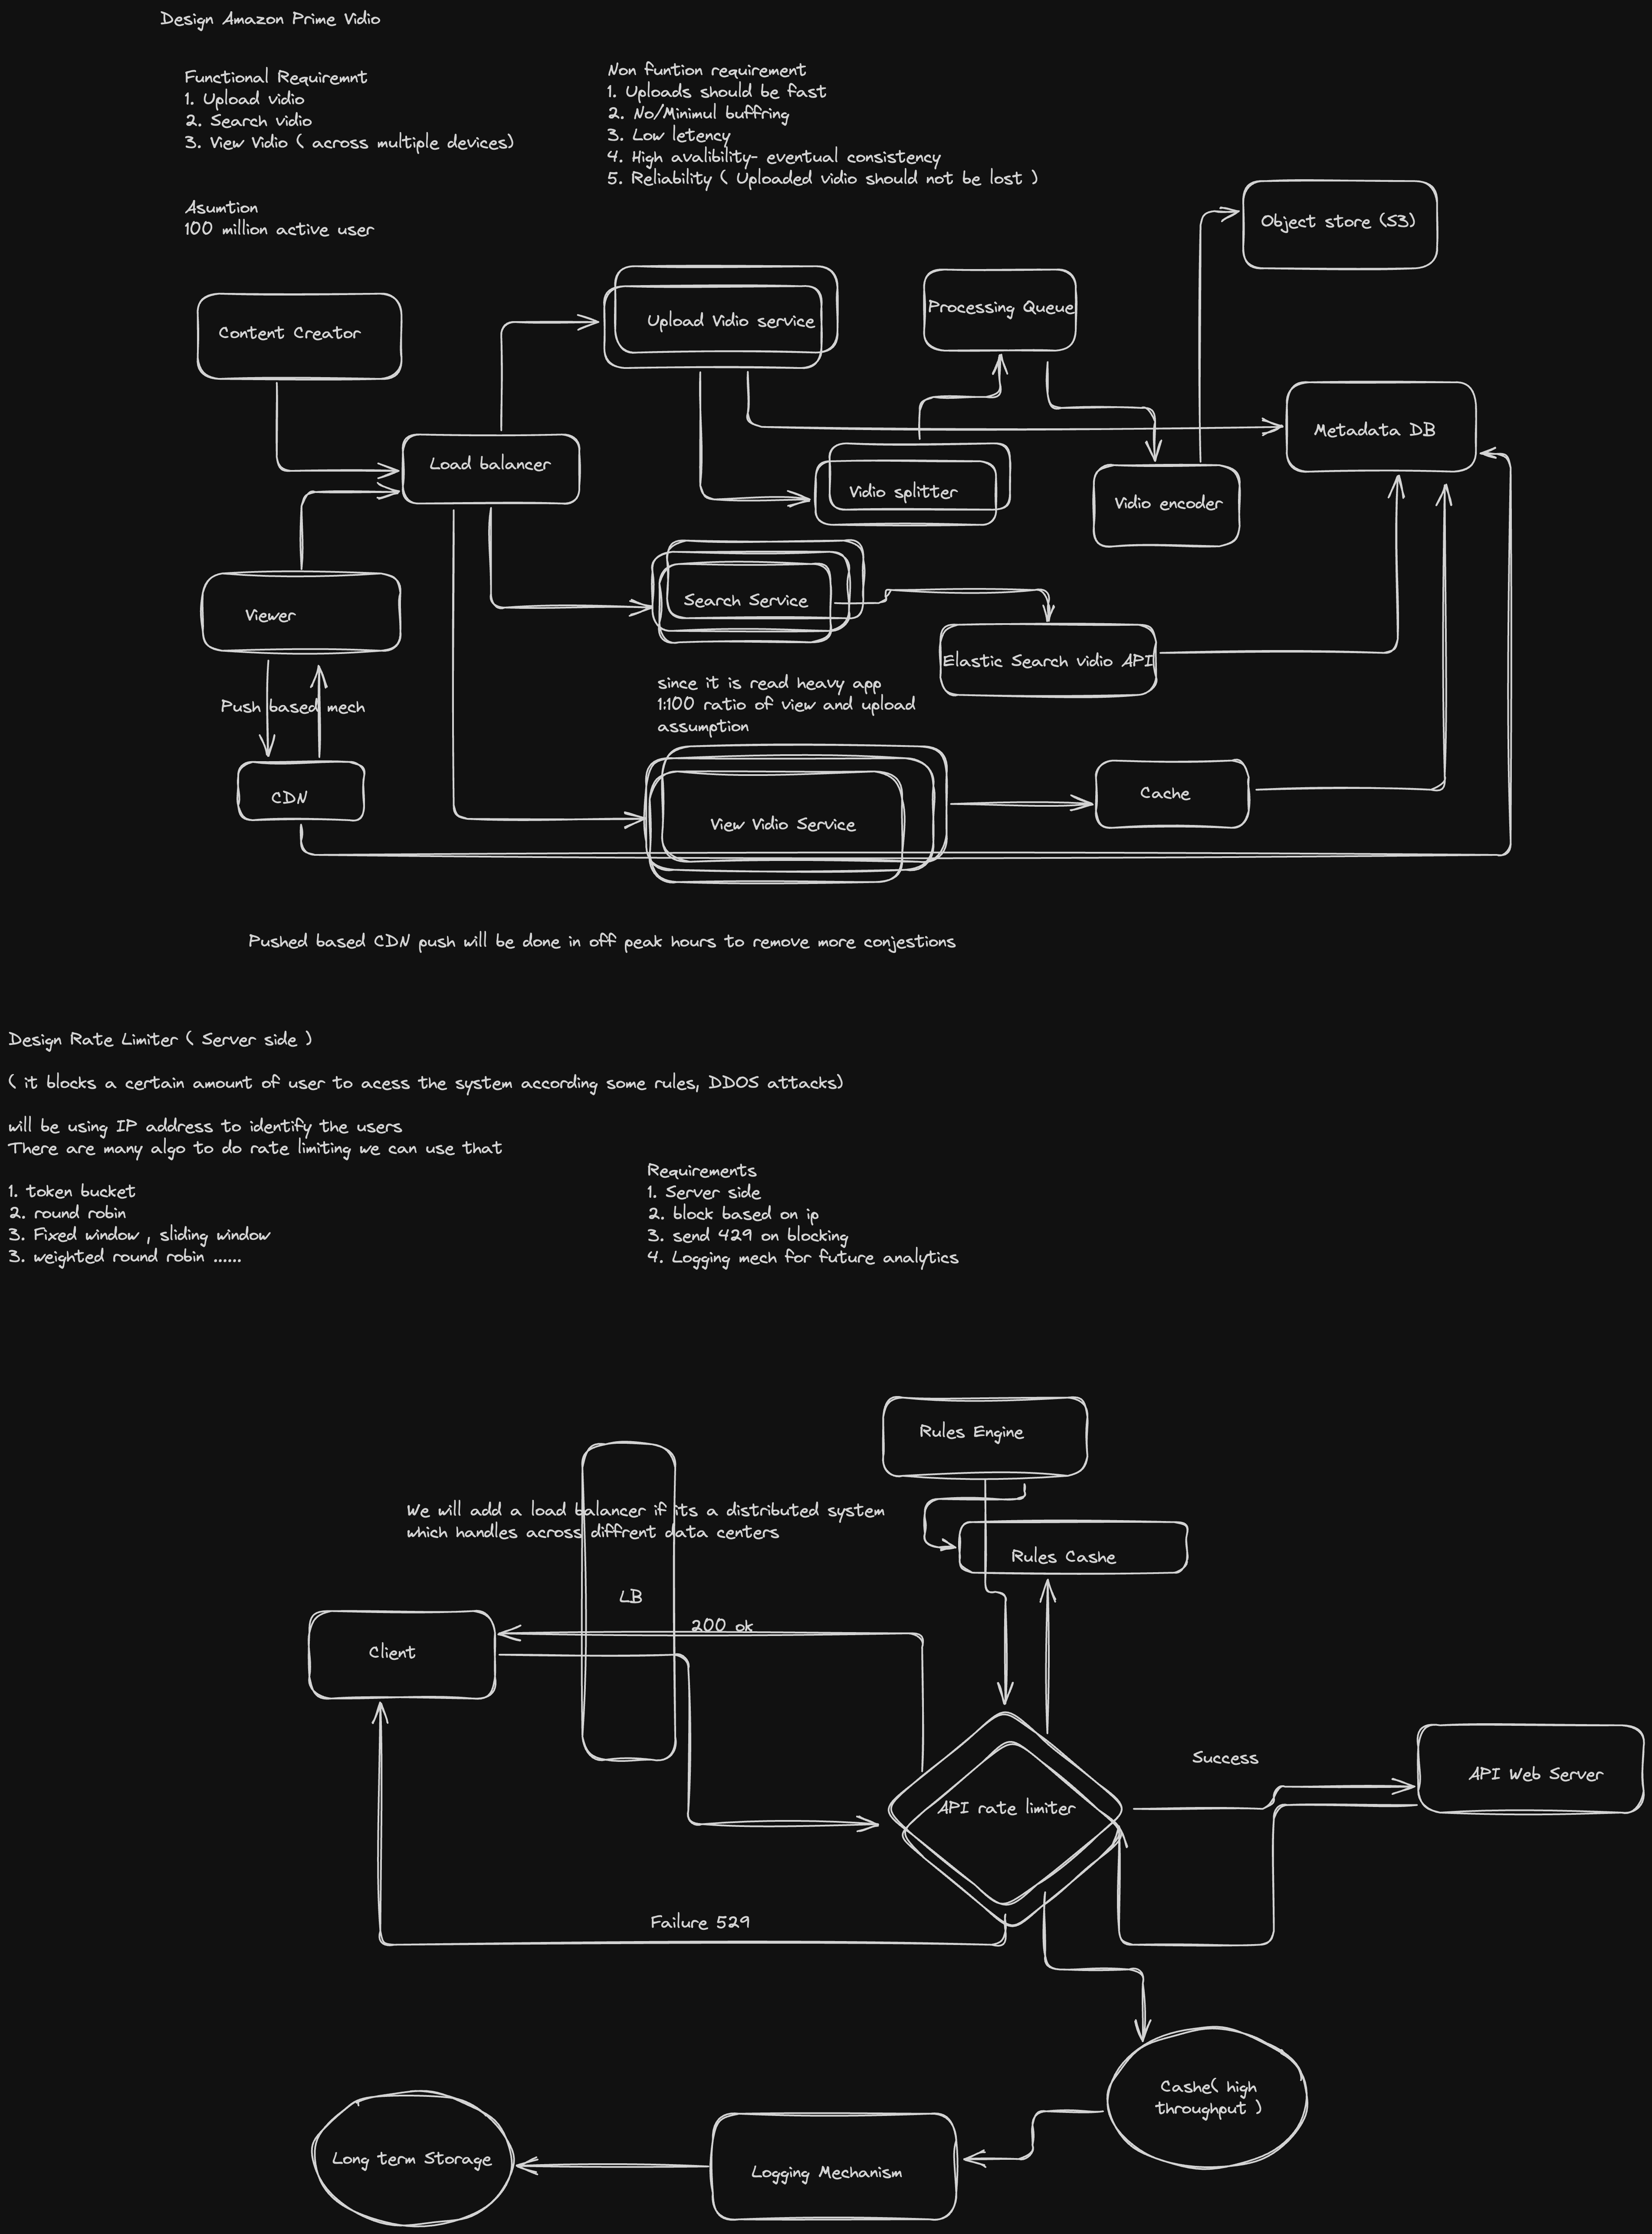 Design Amazon Prime Vidio
Functional Requiremnt
1. Upload vidio
2. Search vidio
3. View Vidio ( across multiple devices)
Non funtion requirement
1. Uploads should be fast
2. No/Minimul buffring
3. Low letency
4. High avalibility- eventual consistency
5. Reliability ( Uploaded vidio should not be lost )
Asumtion
100 million active user
Object store (S3)
Content Creator
Upload Vidio service
Processing Queue
Metadata DB
Load balancer
Vidio splitter
Vidio encoder
Viewer
Search Service
Elastic Search vidio API
since it is read heavy app
1:100 ratio of view and upload
assumption
Push based mech
CDN
View Vidio Service
Cache
Pushed based CDN push will be done in off peak hours to remove more conjestions
Design Rate Limiter ( Server side )
( it blocks a certain amount of user to acess the system according some rules, DDOS attacks)
will be using IP address to identify the users
There are many algo to do rate limiting we can use that
1. token bucket
2. round robin
3. Fixed window , sliding window
3. weighted round robin ......
Requirements
1. Server side
2. block based on ip
3. send 429 on blocking
4. Logging mech for future analytics
Rules Engine
We will add a load balancer if its a distributed system
which handles across diffrent data centers
Rules Cashe
LB
200 ok
Client
Success
API Web Server
API rate limiter
Failure 529
Cashe( high
throughput )
Long term Storage
Logging Mechanism